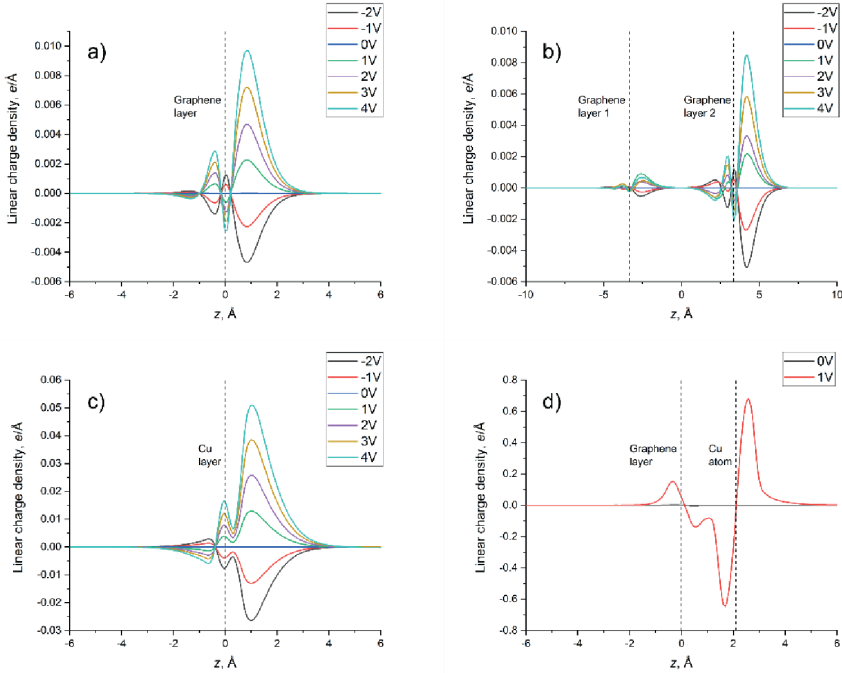 a)
-2V
-1V
0V
1V
2V
3V
4V
Graphene
layer
Linear charge density, e/Å
0.010
0.008
0.006
0.004
0.002
0.000
-0.002
-0.004
-0.006
-6 -4 -2 0 2 4 6
z, Å
b)
-2V
-1V
0V
1V
2V
3V
4V
Graphene
layer 1
Graphene
layer 2
Linear charge density, e/Å
0.010
0.008
0.006
0.004
0.002
0.000
-0.002
-0.004
-0.006
-10 -5 0 5 10
z, Å
c)
-2V
-1V
0V
1V
2V
3V
4V
Cu
layer
Linear charge density, e/Å
0.06
0.05
0.04
0.03
0.02
0.01
0.00
-0.01
-0.02
-0.03
-6 -4 -2 0 2 4 6
z, Å
d)
0V
1V
Graphene
layer
Cu
atom
Linear charge density, e/Å
0.8
0.6
0.4
0.2
0.0
-0.2
-0.4
-0.6
-0.8
-6 -4 -2 0 2 4 6
z, Å